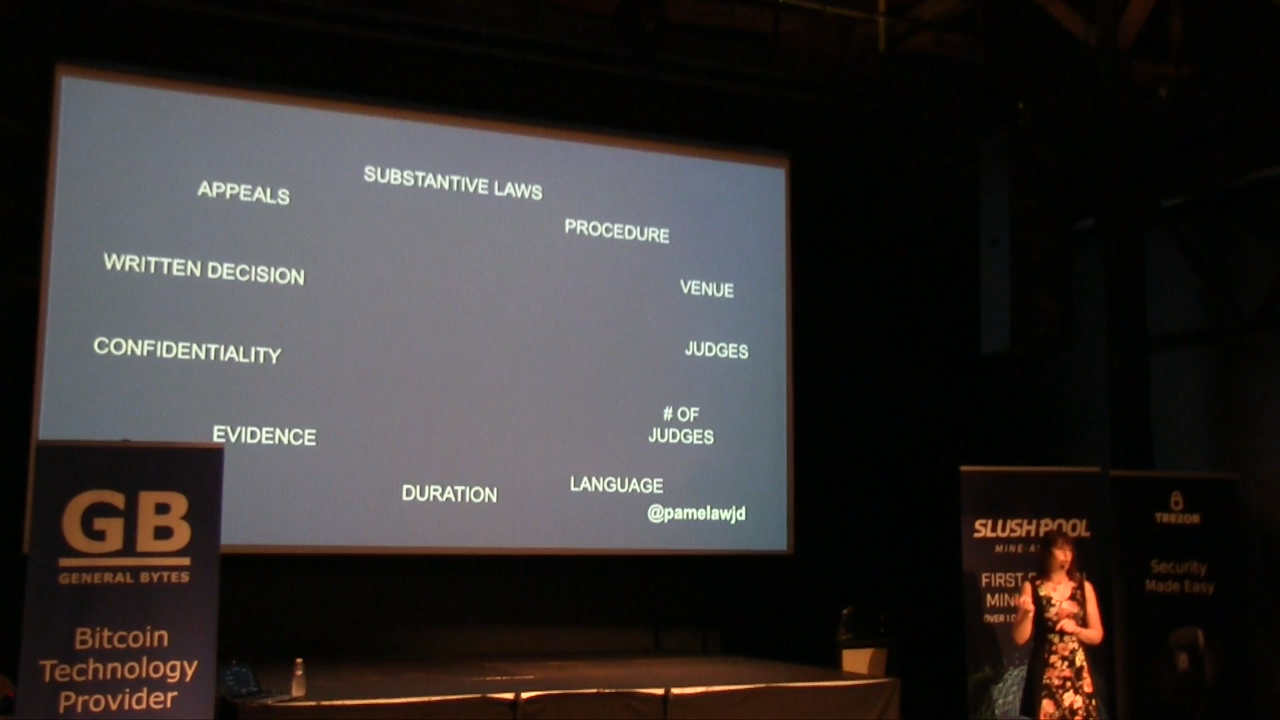 SUBSTANTIVE LAWS
APPEALS
PROCEDURE
WRITTEN DECISION
VENUE
CONFIDENTIALITY
JUDGES
# OF
JUDGES
EVIDENCE
LANGUAGE
DURATION
@pamelawjd
GB
GENERAL BYTES
Bitcoin
Technology
Provider
SLUSH POOL
FIRST
TREZOR
Security
Made Easy